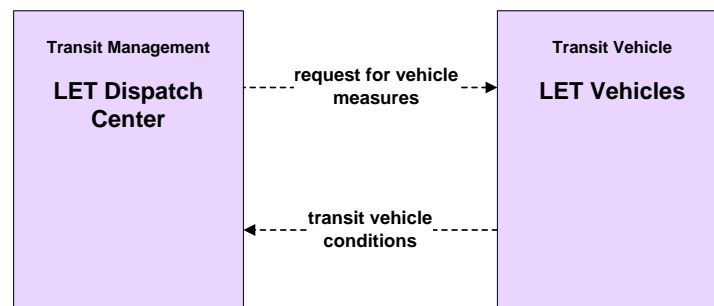 Transit Management
LET Dispatch
Center
request for vehicle
measures
Transit Vehicle
LET Vehicles
transit vehicle
conditions